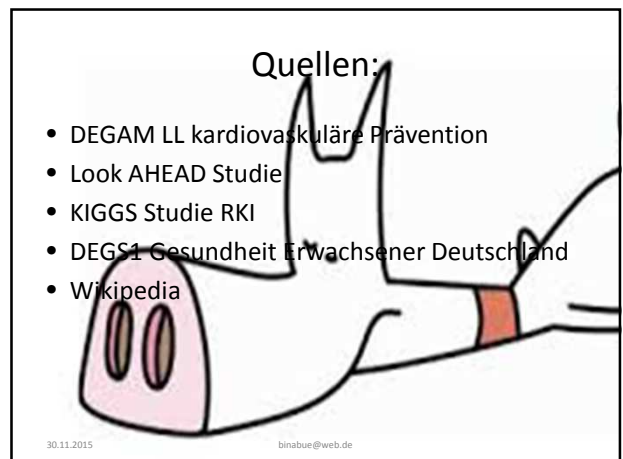 Quellen:
• DEGAM LL kardiovaskuläre Prävention
• Look AHEAD Studie
• KIGGS Studie RKI
• DEGS1 Gesundheit Erwachsener Deutschland
• Wikipedia
30.11.2015 binabue@web.de